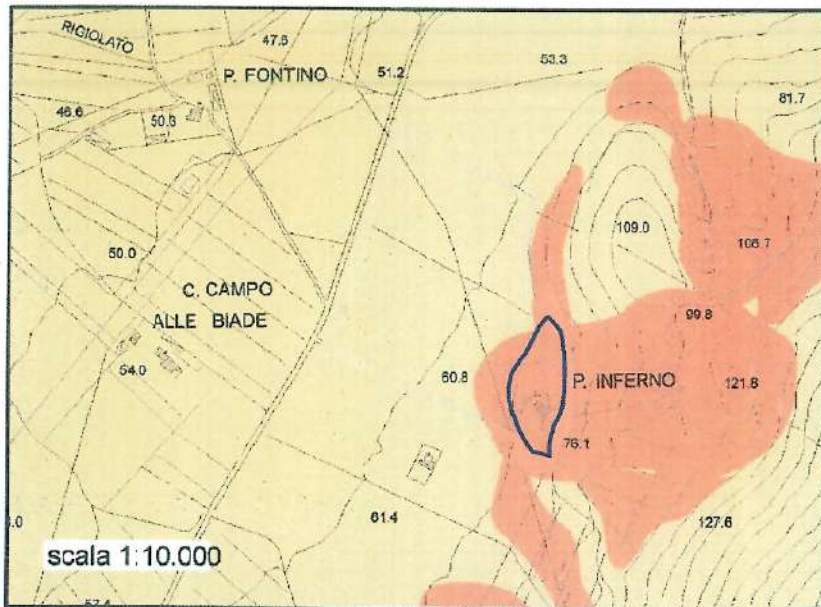 RIGIOLATO
47.6
P. FONTINO
51.2
53.3
81.7
46.6
50.3
109.0
106.7
50.0
C. CAMPO
ALLE BIADE
99.8
54.0
60.8
P. INFERNO
121.8
76.1
61.4
127.6
scala 1:10.000